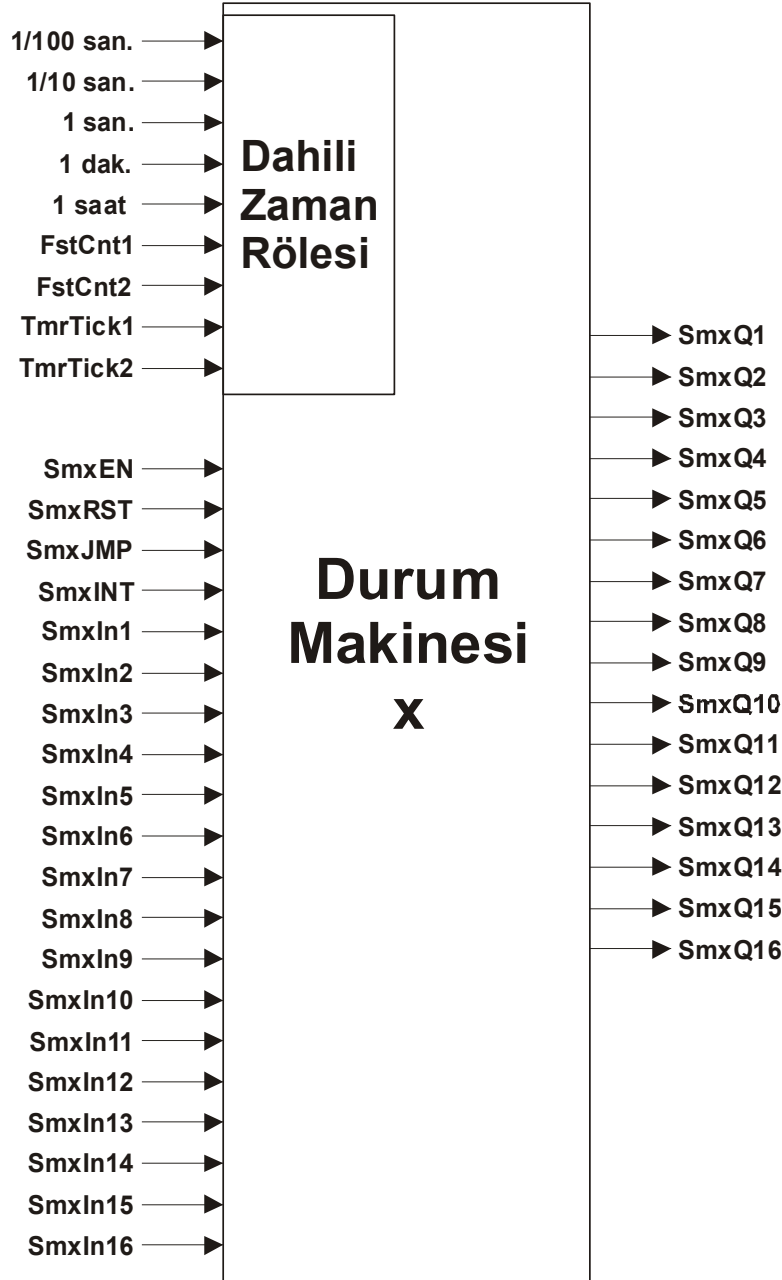 1/100 san.
1/10 san.
1 san.
1 dak.
1 saat
FstCnt1
FstCnt2
TmrTick1
TmrTick2
Dahili
Zaman
Rölesi
SmxEN
SmxRST
SmxJMP
SmxINT
SmxIn1
SmxIn2
SmxIn3
SmxIn4
SmxIn5
SmxIn6
SmxIn7
SmxIn8
SmxIn9
SmxIn10
SmxIn11
SmxIn12
SmxIn13
SmxIn14
SmxIn15
SmxIn16
Durum
Makinesi
x
SmxQ1
SmxQ2
SmxQ3
SmxQ4
SmxQ5
SmxQ6
SmxQ7
SmxQ8
SmxQ9
SmxQ10
SmxQ11
SmxQ12
SmxQ13
SmxQ14
SmxQ15
SmxQ16